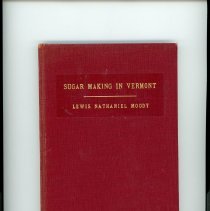 SUGAR MAKING IN VERMONT
LEWIS NATHANIEL MOODY